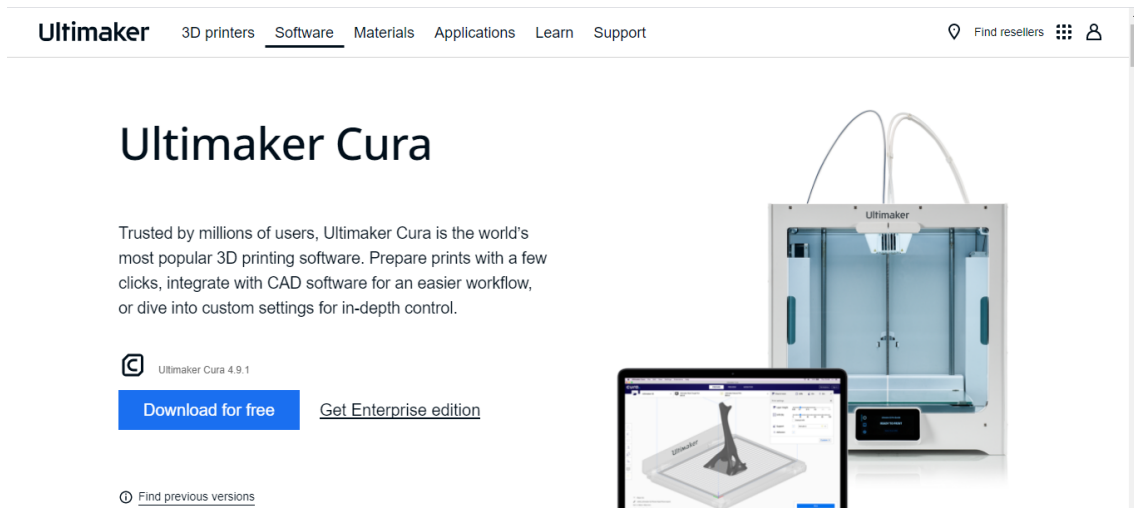 Ultimaker
3D printers
Software
Materials
Applications
Learn
Support
Find resellers
Ultimaker Cura
Trusted by millions of users, Ultimaker Cura is the world's
most popular 3D printing software. Prepare prints with a few
clicks, integrate with CAD software for an easier workflow,
or dive into custom settings for in-depth control.
Ultimaker Cura 4.9.1
Download for free
Get Enterprise edition
Find previous versions
Ultimaker
Ultimaker